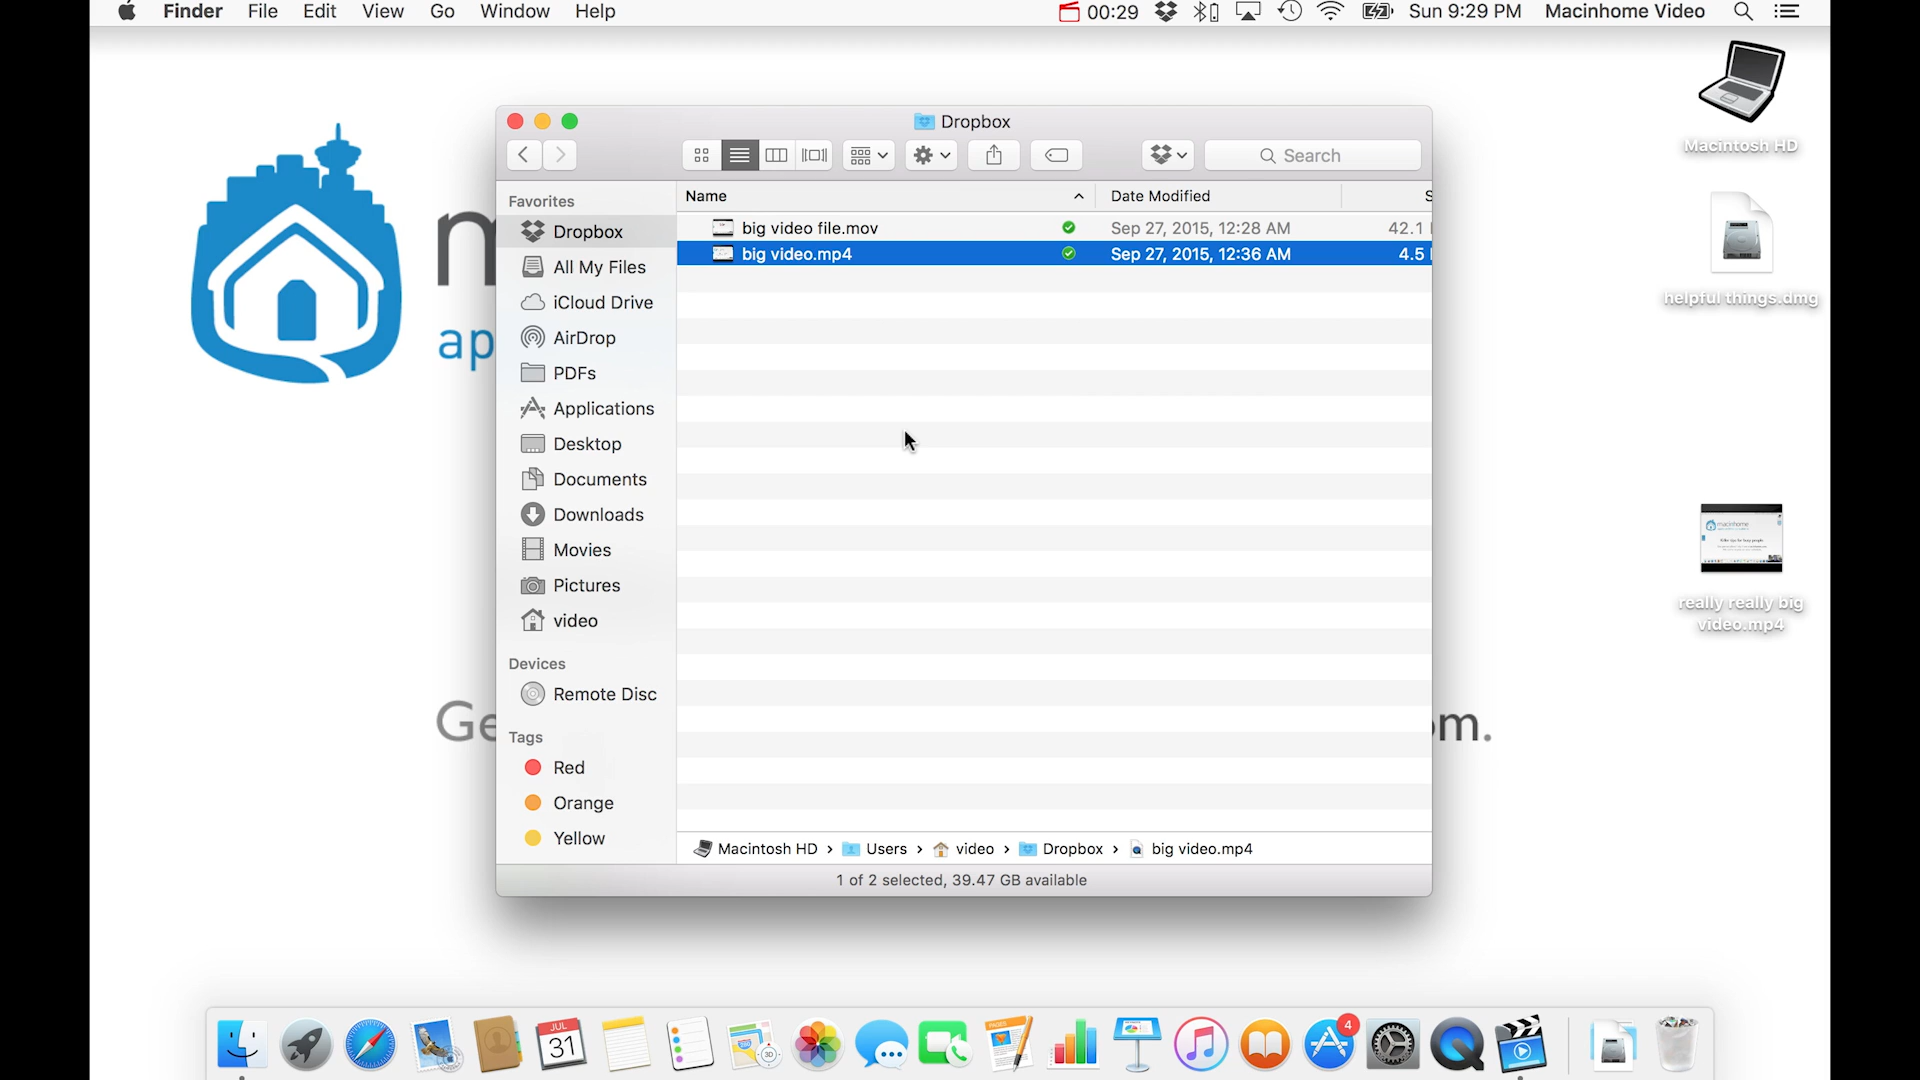 Finder File Edit View Go Window Help 00:29 Sun 9:29 PM Macinhome Video
Macintosh HD
helpful things.dmg
really really big
video.mp4
m
ap
Ge
om.
Dropbox
Search
Favorites
Dropbox
All My Files
iCloud Drive
AirDrop
PDFs
Applications
Desktop
Documents
Downloads
Movies
Pictures
video
Devices
Remote Disc
Tags
Red
Orange
Yellow
Name Date Modified S
big video file.mov Sep 27, 2015, 12:28 AM 42.1
big video.mp4 Sep 27, 2015, 12:36 AM 4.5
Macintosh HD › Users › video › Dropbox › big video.mp4
1 of 2 selected, 39.47 GB available
JUL
31
3D
PAGES
4